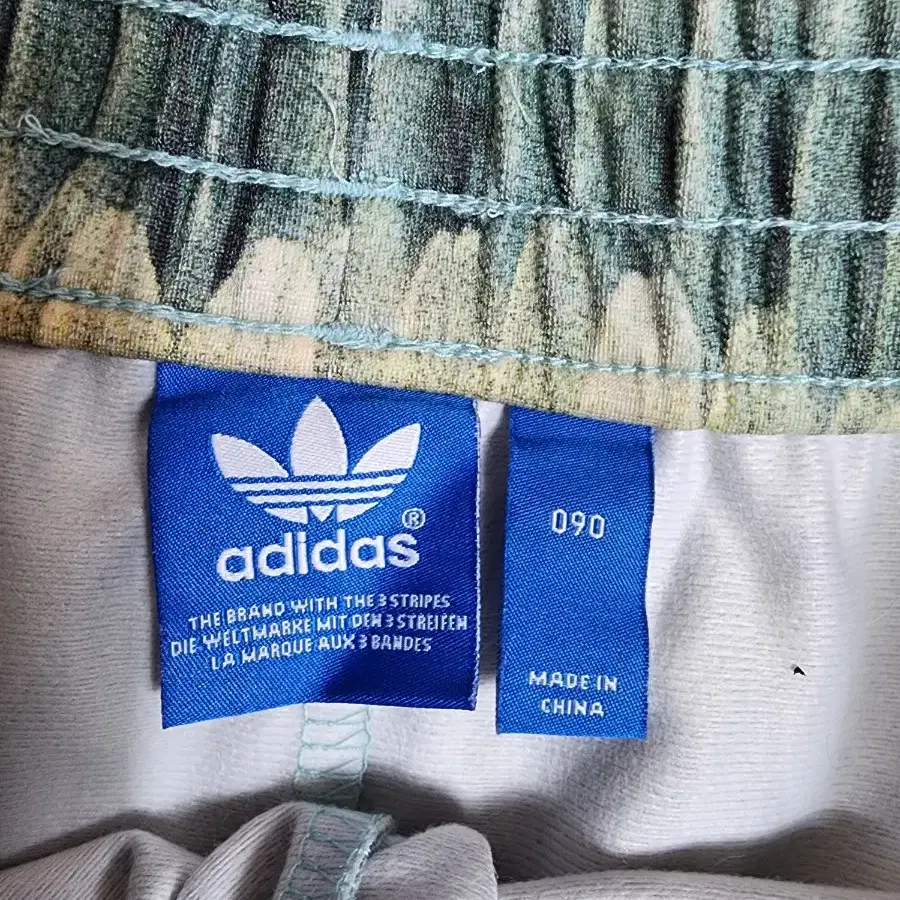 adidas®
THE BRAND WITH THE 3 STRIPES
DIE WELTMARKE MIT DEN 3 STREIFEN
LA MARQUE AUX 3 BANDES
090
MADE IN
CHINA